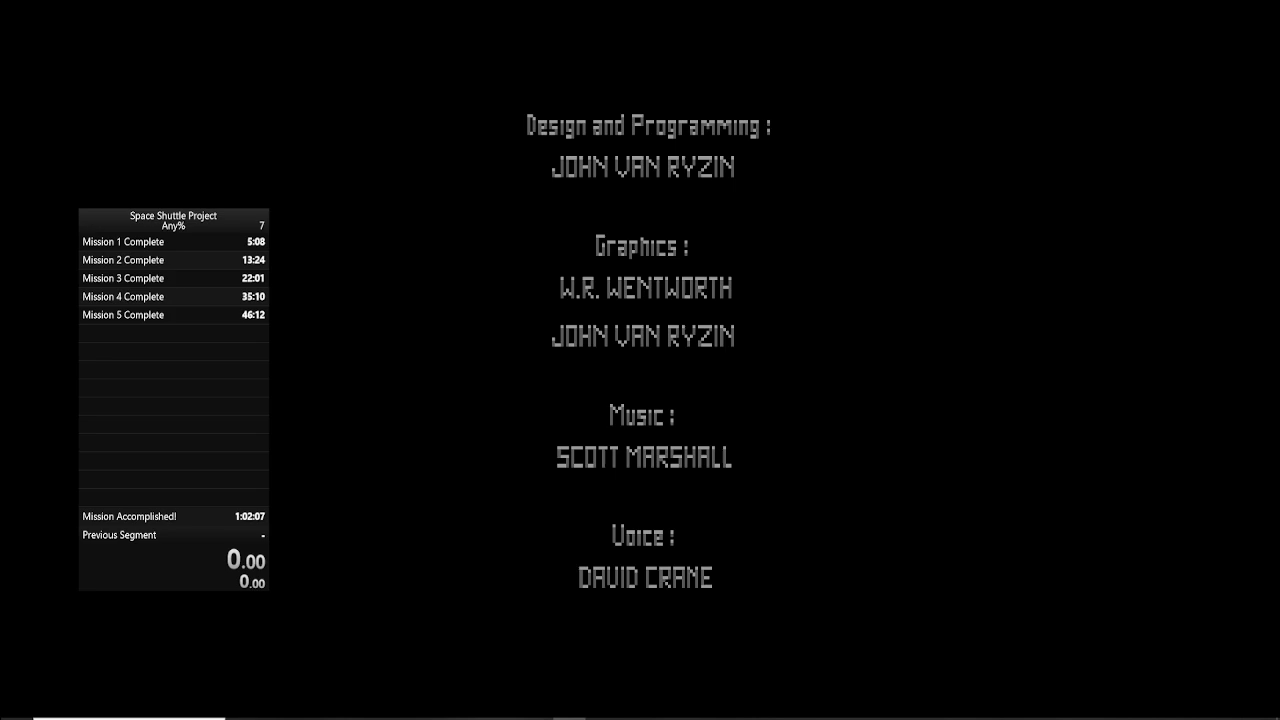 Space Shuttle Project
Any% 7
Mission 1 Complete 5:08
Mission 2 Complete 13:24
Mission 3 Complete 22:01
Mission 4 Complete 35:10
Mission 5 Complete 46:12
Mission Accomplished! 1:02:07
Previous Segment -
0.00
0.00
Design and Programming :
JOHN VAN RYZIN
Graphics :
W.R. WENTWORTH
JOHN VAN RYZIN
Music :
SCOTT MARSHALL
Voice :
DAVID CRANE